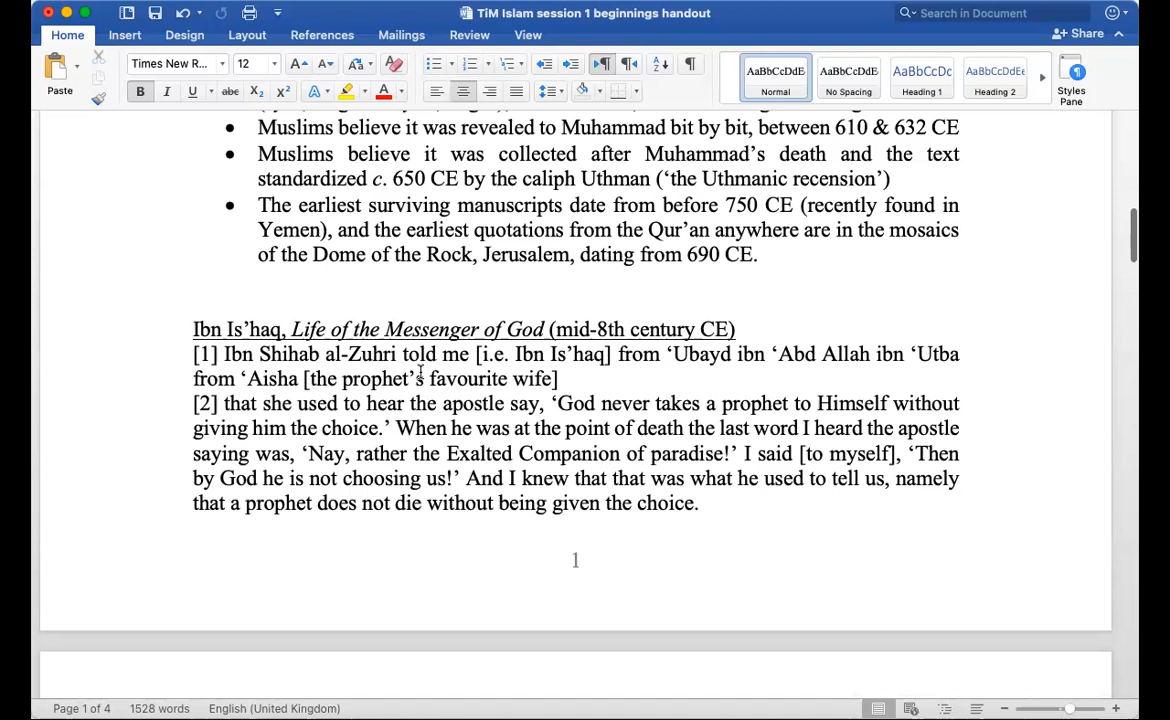 TiM Islam session 1 beginnings handout
Search in Document
Home Insert Design Layout References Mailings Review View
Share
Times New R... 12
Paste
AaBbCcDdE AaBbCcDdE AaBbCcDc AaBbCcDdEe
Normal No Spacing Heading 1 Heading 2
Styles
Pane
• Muslims believe it was revealed to Muhammad bit by bit, between 610 & 632 CE
• Muslims believe it was collected after Muhammad’s death and the text
standardized c. 650 CE by the caliph Uthman (‘the Uthmanic recension’)
• The earliest surviving manuscripts date from before 750 CE (recently found in
Yemen), and the earliest quotations from the Qur’an anywhere are in the mosaics
of the Dome of the Rock, Jerusalem, dating from 690 CE.
Ibn Is’haq, Life of the Messenger of God (mid-8th century CE)
[1] Ibn Shihab al-Zuhri told me [i.e. Ibn Is’haq] from ‘Ubayd ibn ‘Abd Allah ibn ‘Utba
from ‘Aisha [the prophet’s favourite wife]
[2] that she used to hear the apostle say, ‘God never takes a prophet to Himself without
giving him the choice.’ When he was at the point of death the last word I heard the apostle
saying was, ‘Nay, rather the Exalted Companion of paradise!’ I said [to myself], ‘Then
by God he is not choosing us!’ And I knew that that was what he used to tell us, namely
that a prophet does not die without being given the choice.
1
Page 1 of 4 1528 words English (United Kingdom)